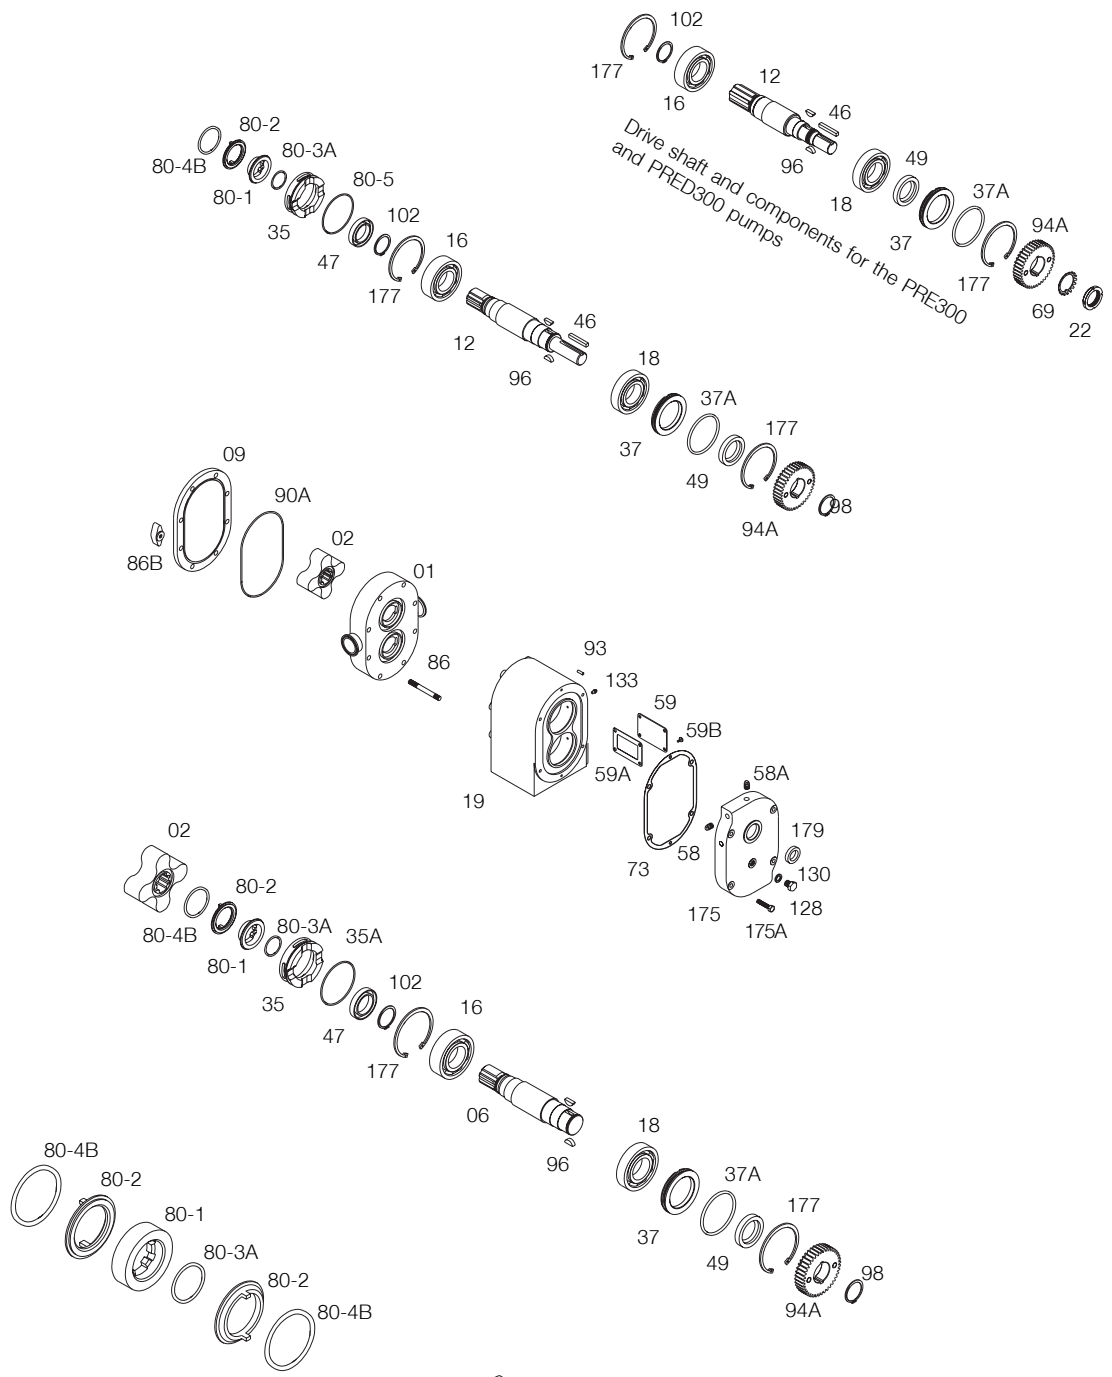 102
177
16
12
46
96
Drive shaft and components for the PRE300
and PRED300 pumps
18
49
37
37A
177
94A
69
22
80-2
80-4B
80-3A
80-1
80-5
35
102
47
16
177
46
12
96
18
37A
37
177
49
98
94A
09
90A
02
86B
01
86
93
133
59
59B
59A
58A
19
179
58
73
130
175
128
175A
02
80-2
80-4B
80-3A
35A
80-1
102
35
47
16
177
06
96
18
37A
177
37
49
98
94A
80-4B
80-2
80-1
80-3A
80-2
80-4B